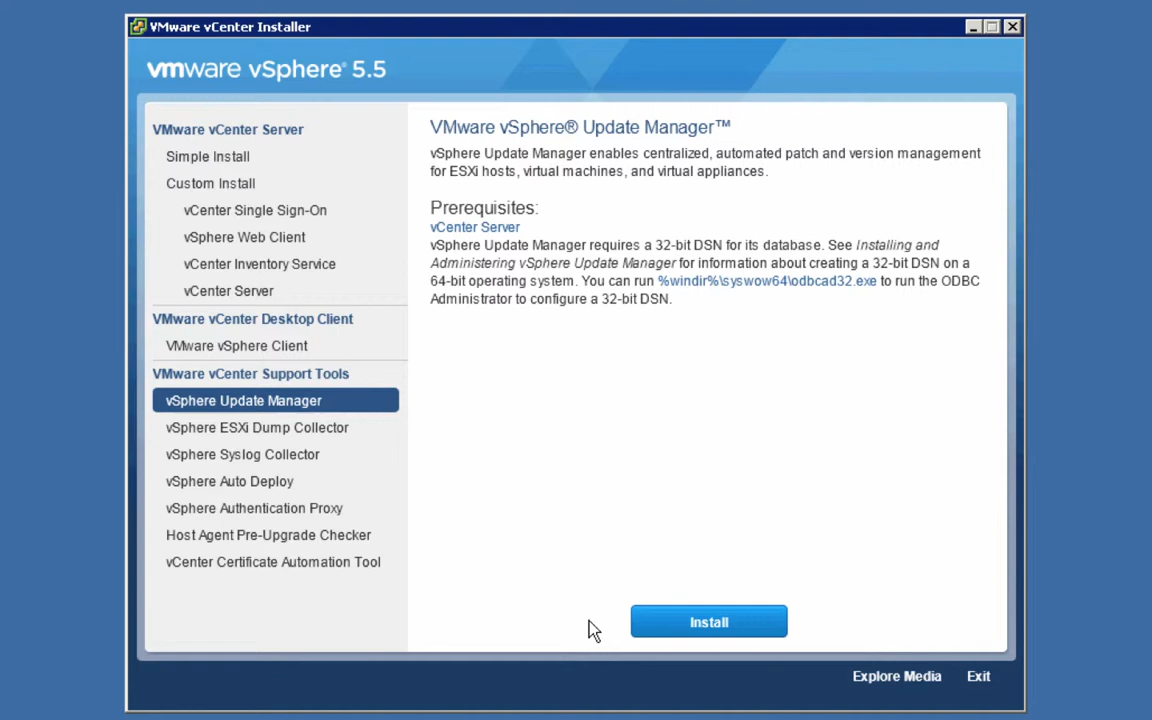 VMware vCenter Installer
vmware vSphere® 5.5
VMware vCenter Server
Simple Install
Custom Install
vCenter Single Sign-On
vSphere Web Client
vCenter Inventory Service
vCenter Server
VMware vCenter Desktop Client
VMware vSphere Client
VMware vCenter Support Tools
vSphere Update Manager
vSphere ESXi Dump Collector
vSphere Syslog Collector
vSphere Auto Deploy
vSphere Authentication Proxy
Host Agent Pre-Upgrade Checker
vCenter Certificate Automation Tool
VMware vSphere® Update Manager™
vSphere Update Manager enables centralized, automated patch and version management
for ESXi hosts, virtual machines, and virtual appliances.
Prerequisites:
vCenter Server
vSphere Update Manager requires a 32-bit DSN for its database. See Installing and
Administering vSphere Update Manager for information about creating a 32-bit DSN on a
64-bit operating system. You can run %windir%\syswow64\odbcad32.exe to run the ODBC
Administrator to configure a 32-bit DSN.
Install
Explore Media
Exit